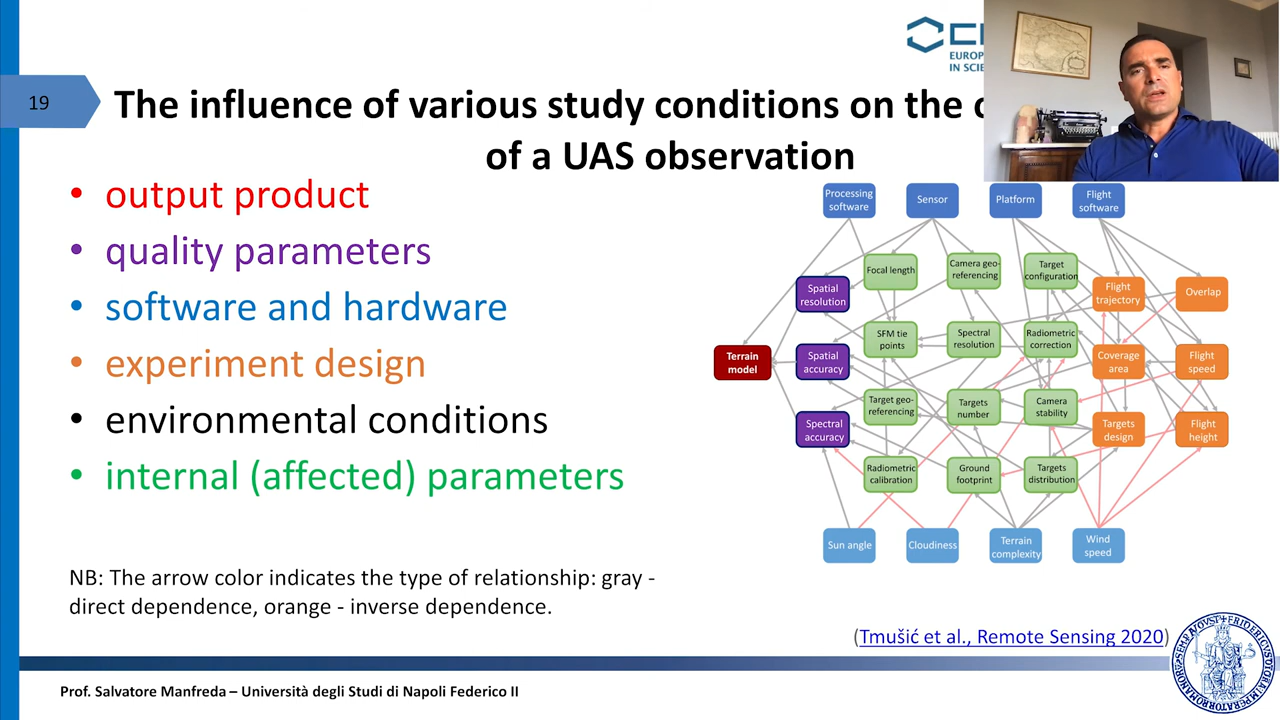 EUROPEAN
IN SCIE
19
The influence of various study conditions on the
of a UAS observation
• output product
• quality parameters
• software and hardware
• experiment design
• environmental conditions
• internal (affected) parameters
NB: The arrow color indicates the type of relationship: gray -
direct dependence, orange - inverse dependence.
Processing
software
Sensor
Platform
Flight
software
Focal length
Camera geo-
referencing
Target
configuration
Spatial
resolution
Flight
trajectory
Overlap
SFM tie
points
Spectral
resolution
Radiometric
correction
Terrain
model
Spatial
accuracy
Coverage
area
Flight
speed
Target geo-
referencing
Targets
number
Camera
stability
Spectral
accuracy
Targets
design
Flight
height
Radiometric
calibration
Ground
footprint
Targets
distribution
Sun angle
Cloudiness
Terrain
complexity
Wind
speed
(Tmušić et al., Remote Sensing 2020)
Prof. Salvatore Manfreda – Università degli Studi di Napoli Federico II